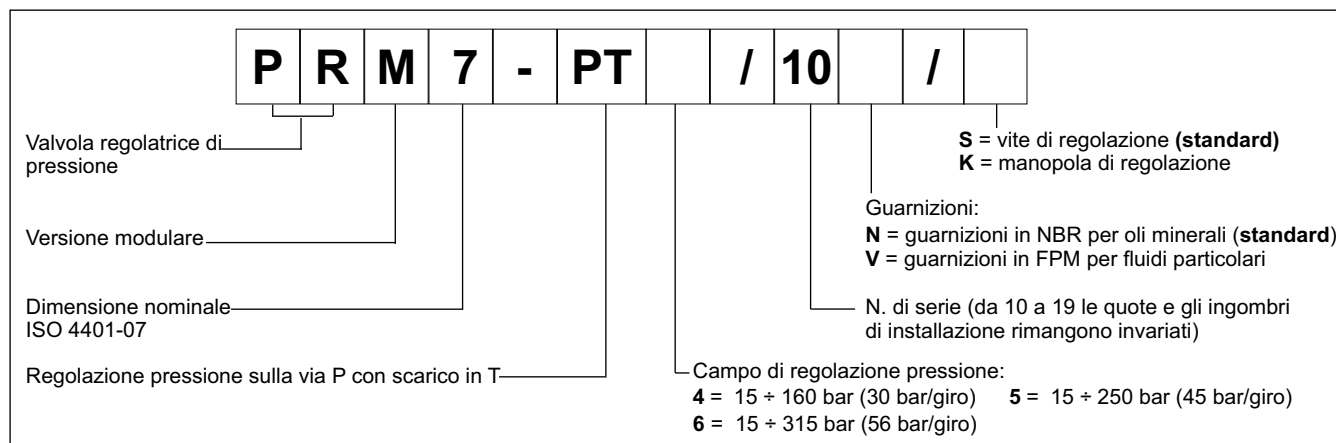 P R M 7 - PT / 10 /
Valvola regolatrice di
pressione
Versione modulare
Dimensione nominale
ISO 4401-07
Regolazione pressione sulla via P con scarico in T
S = vite di regolazione (standard)
K = manopola di regolazione
Guarnizioni:
N = guarnizioni in NBR per oli minerali (standard)
V = guarnizioni in FPM per fluidi particolari
N. di serie (da 10 a 19 le quote e gli ingombri
di installazione rimangono invariati)
Campo di regolazione pressione:
4 = 15 ÷ 160 bar (30 bar/giro) 5 = 15 ÷ 250 bar (45 bar/giro)
6 = 15 ÷ 315 bar (56 bar/giro)